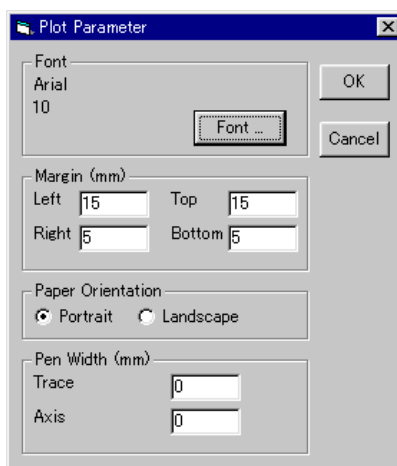 Plot Parameter
Font
Arial
10
Font ...
OK
Cancel
Margin (mm)
Left 15 Top 15
Right 5 Bottom 5
Paper Orientation
Portrait Landscape
Pen Width (mm)
Trace 0
Axis 0